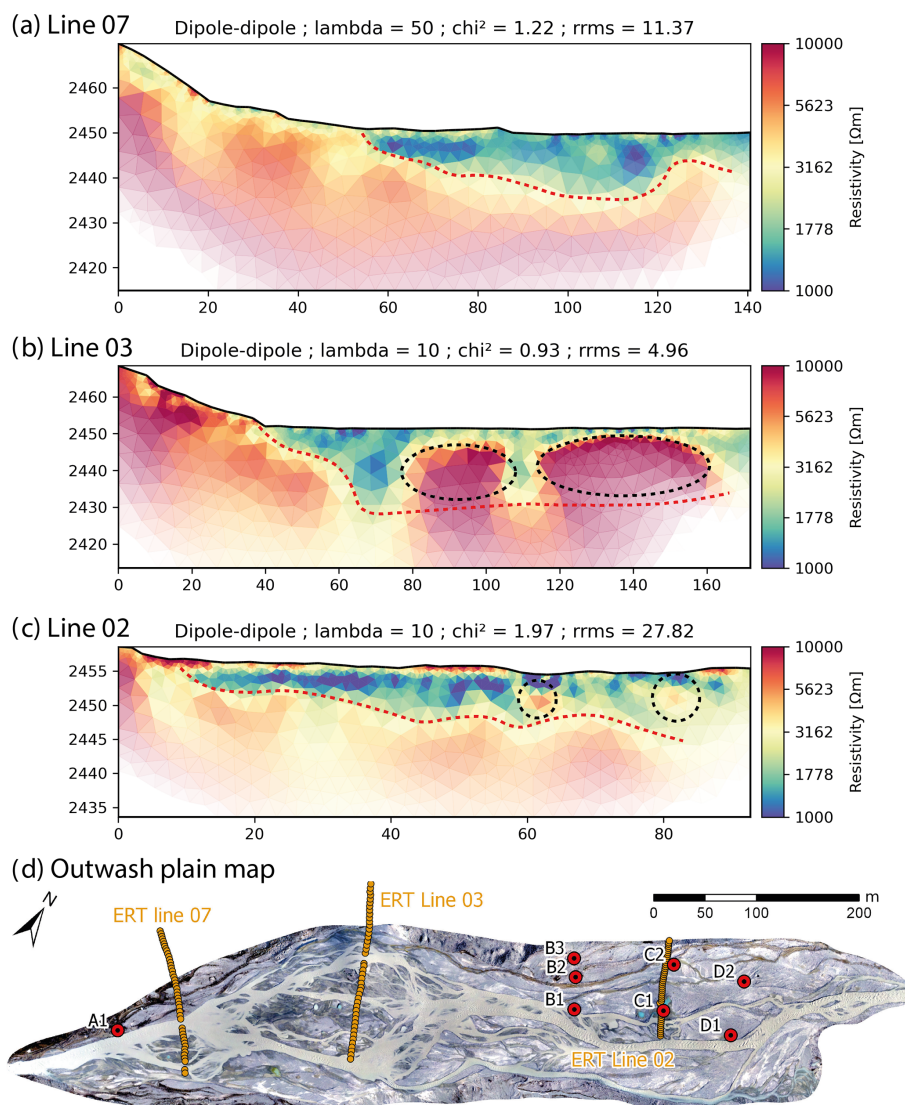 (a) Line 07
Dipole-dipole ; lambda = 50 ; chi² = 1.22 ; rrms = 11.37
2460
2450
2440
2430
2420
0 20 40 60 80 100 120 140
10000
5623
3162
1778
1000
Resistivity [Ωm]
(b) Line 03
Dipole-dipole ; lambda = 10 ; chi² = 0.93 ; rrms = 4.96
2460
2450
2440
2430
2420
0 20 40 60 80 100 120 140 160
10000
5623
3162
1778
1000
Resistivity [Ωm]
(c) Line 02
Dipole-dipole ; lambda = 10 ; chi² = 1.97 ; rrms = 27.82
2455
2450
2445
2440
2435
0 20 40 60 80
10000
5623
3162
1778
1000
Resistivity [Ωm]
(d) Outwash plain map
N
ERT line 07
ERT Line 03
m
0 50 100 200
B3
B2
B1
C2
C1
D2
D1
A1
ERT Line 02